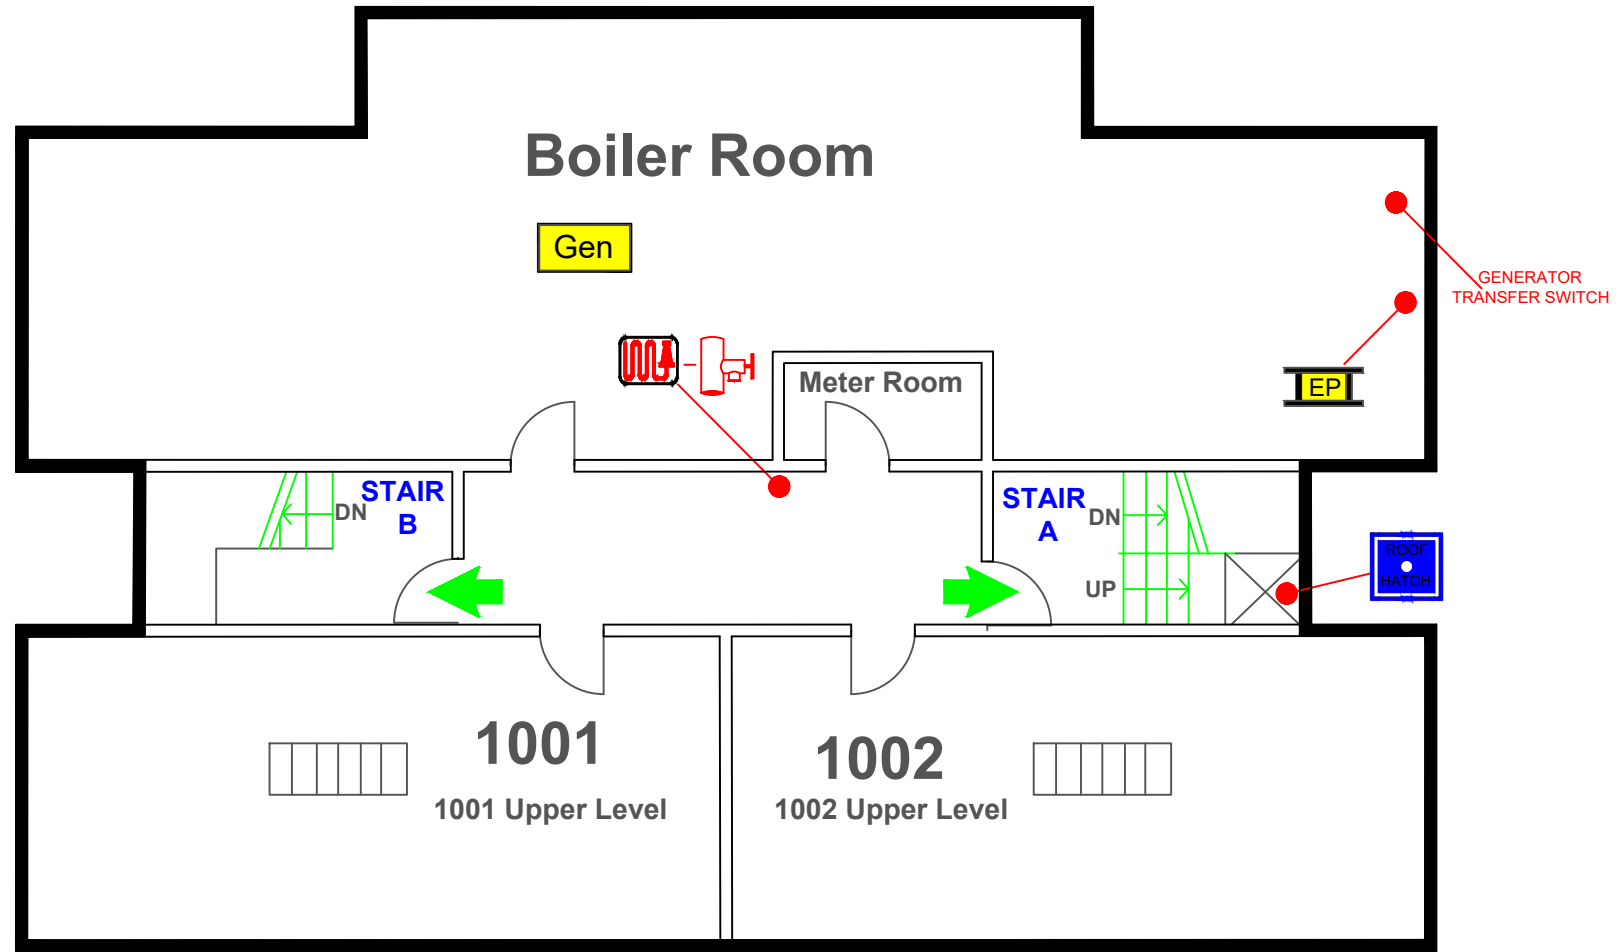 Boiler Room
Gen
GENERATOR
TRANSFER SWITCH
Meter Room
EP
STAIR
B
DN
STAIR
A
DN
UP
ROOF
HATCH
1001
1001 Upper Level
1002
1002 Upper Level